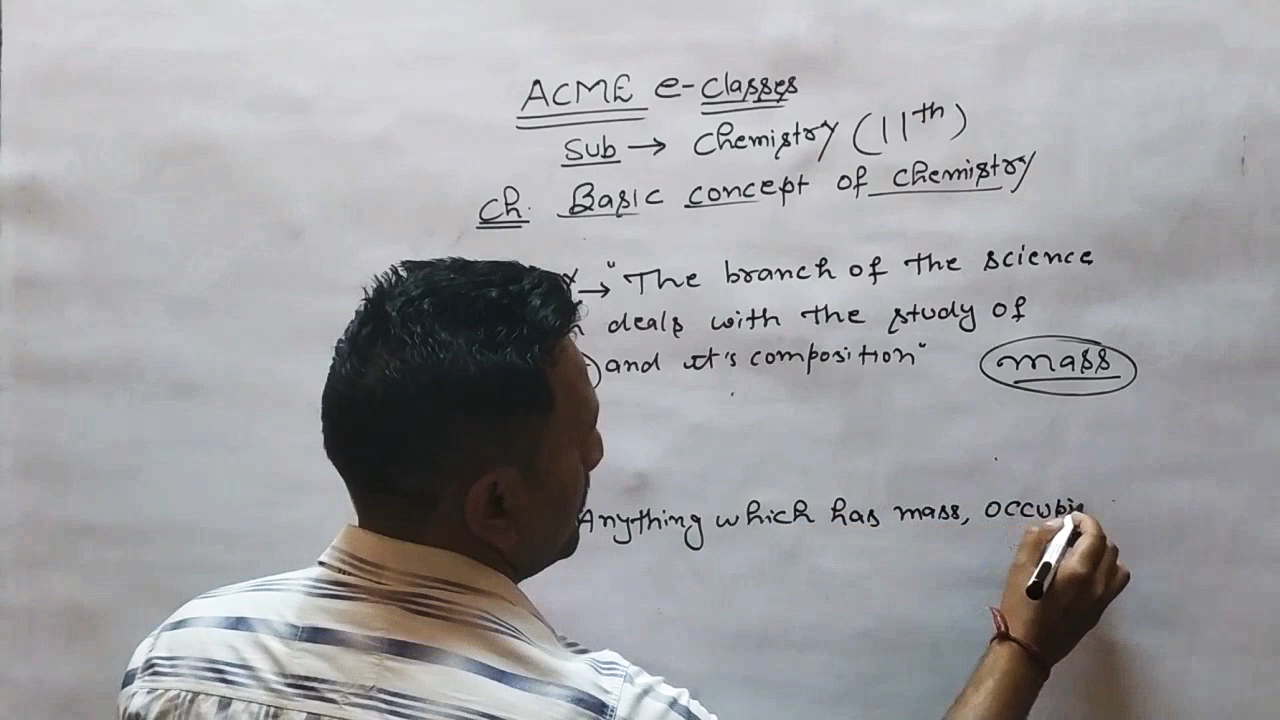 ACME e-classes
Sub → Chemistry (11th)
Ch. Basic concept of chemistry
→ "The branch of the science
deals with the study of
and it's composition" mass
Anything which has mass,